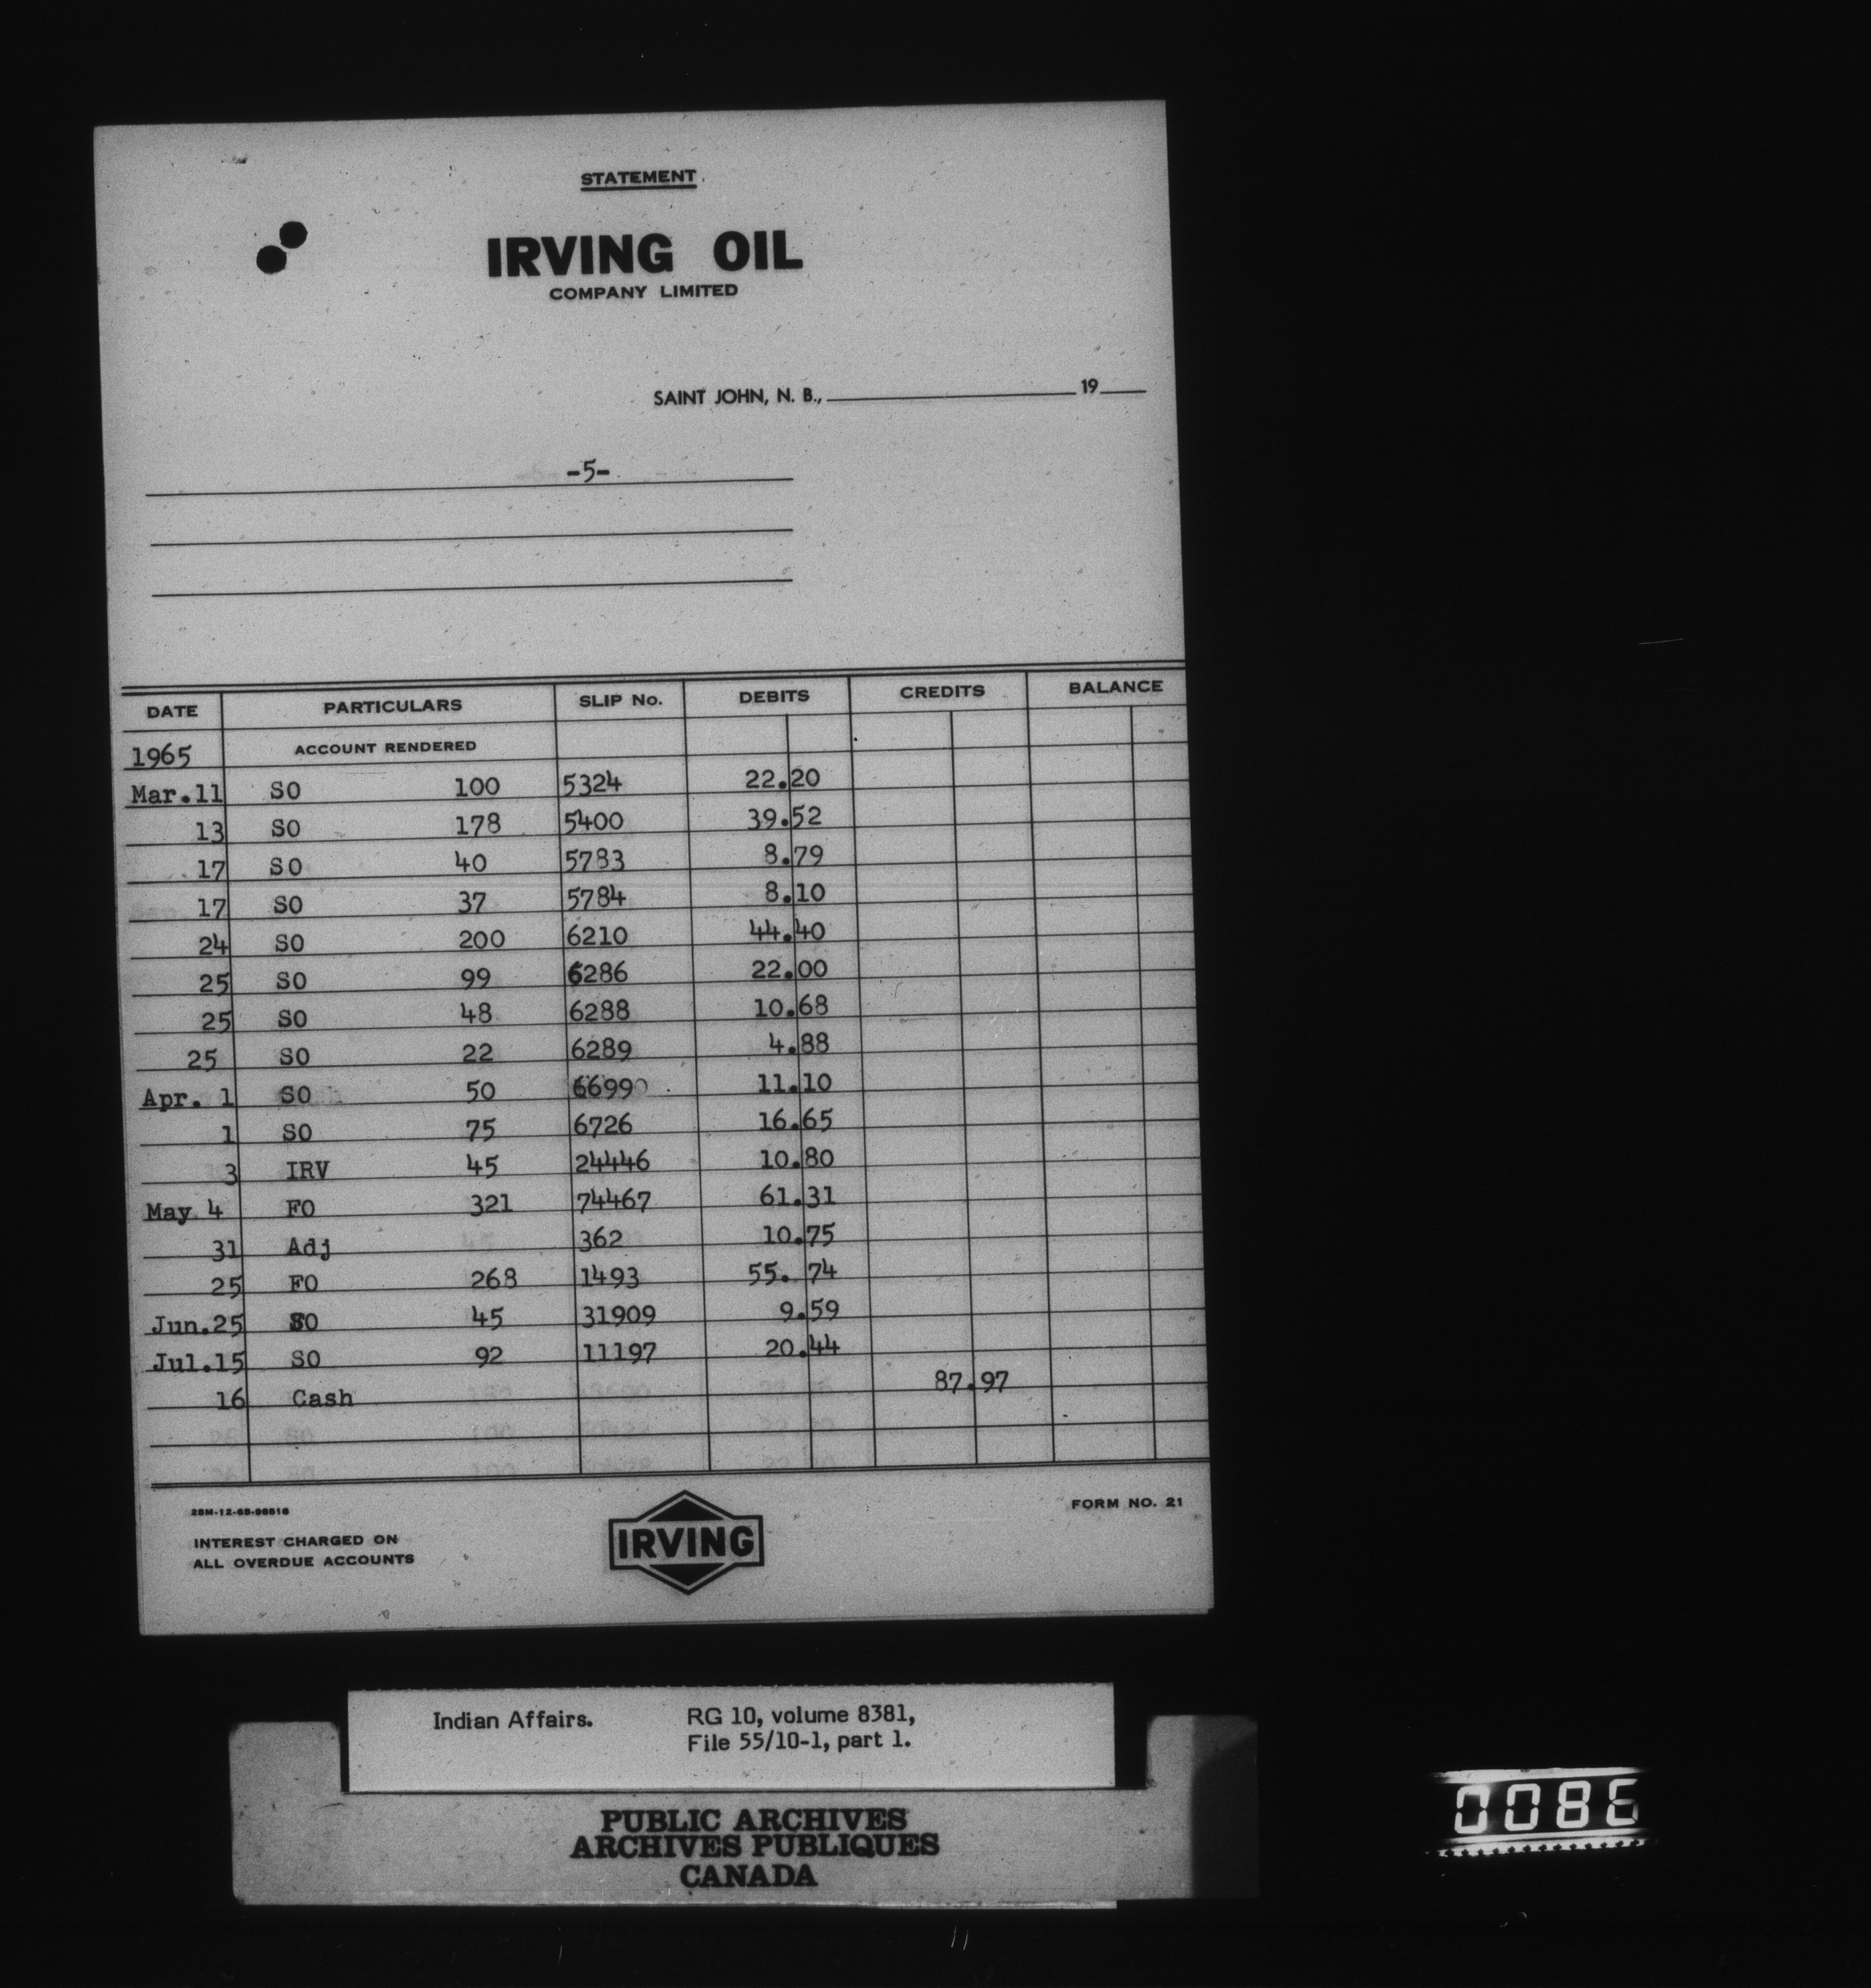 STATEMENT
IRVING OIL
COMPANY LIMITED
SAINT JOHN, N. B., 19
-5-
DATE PARTICULARS SLIP No. DEBITS CREDITS BALANCE
1965 ACCOUNT RENDERED
Mar.11 SO 100 5324 22.20
13 SO 178 5400 39.52
17 SO 40 5783 8.79
17 SO 37 5784 8.10
24 SO 200 6210 44.40
25 SO 99 6286 22.00
25 SO 48 6288 10.68
25 SO 22 6289 4.88
Apr. 1 SO 50 6699 11.10
1 SO 75 6726 16.65
3 IRV 45 24446 10.80
May 4 FO 321 74467 61.31
31 Adj 362 10.75
25 FO 268 1493 55. 74
Jun.25 SO 45 31909 9.59
Jul.15 SO 92 11197 20.44
16 Cash 87.97
INTEREST CHARGED ON
ALL OVERDUE ACCOUNTS
IRVING
FORM NO. 21
Indian Affairs. RG 10, volume 8381,
File 55/10-1, part 1.
PUBLIC ARCHIVES
ARCHIVES PUBLIQUES
CANADA